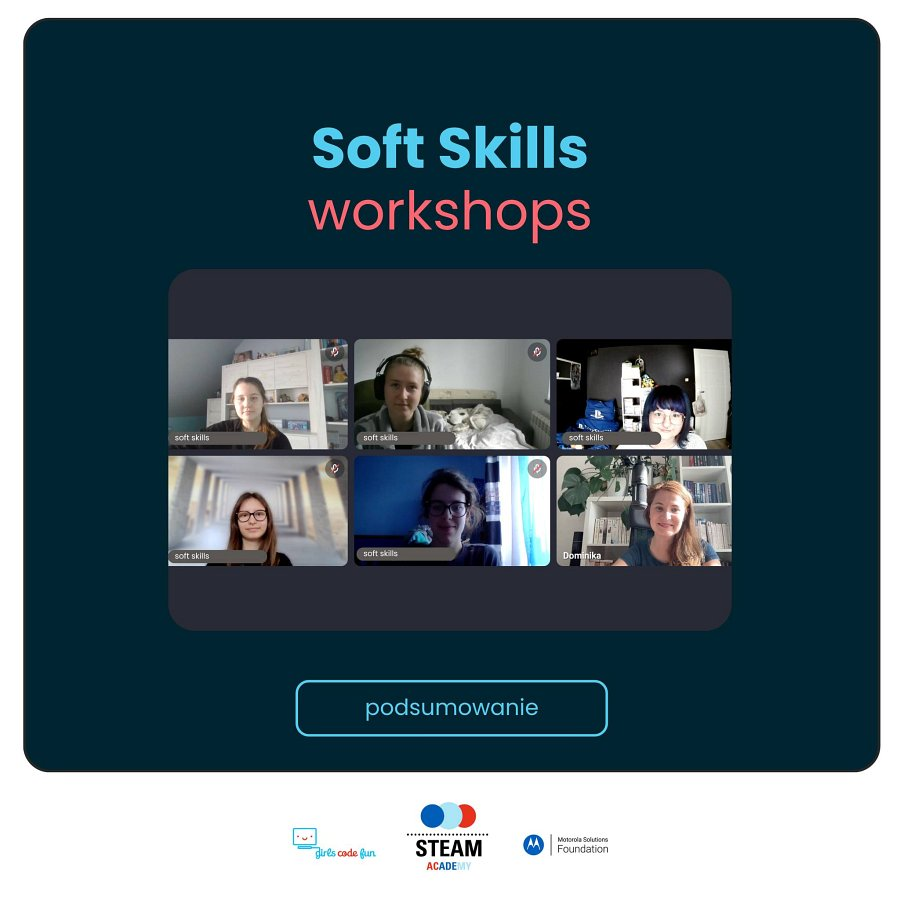 Soft Skills
workshops
soft skills
soft skills
soft skills
soft skills
soft skills
Dominika
podsumowanie
girls code fun
STEAM
ACADEMY
Motorola Solutions
Foundation